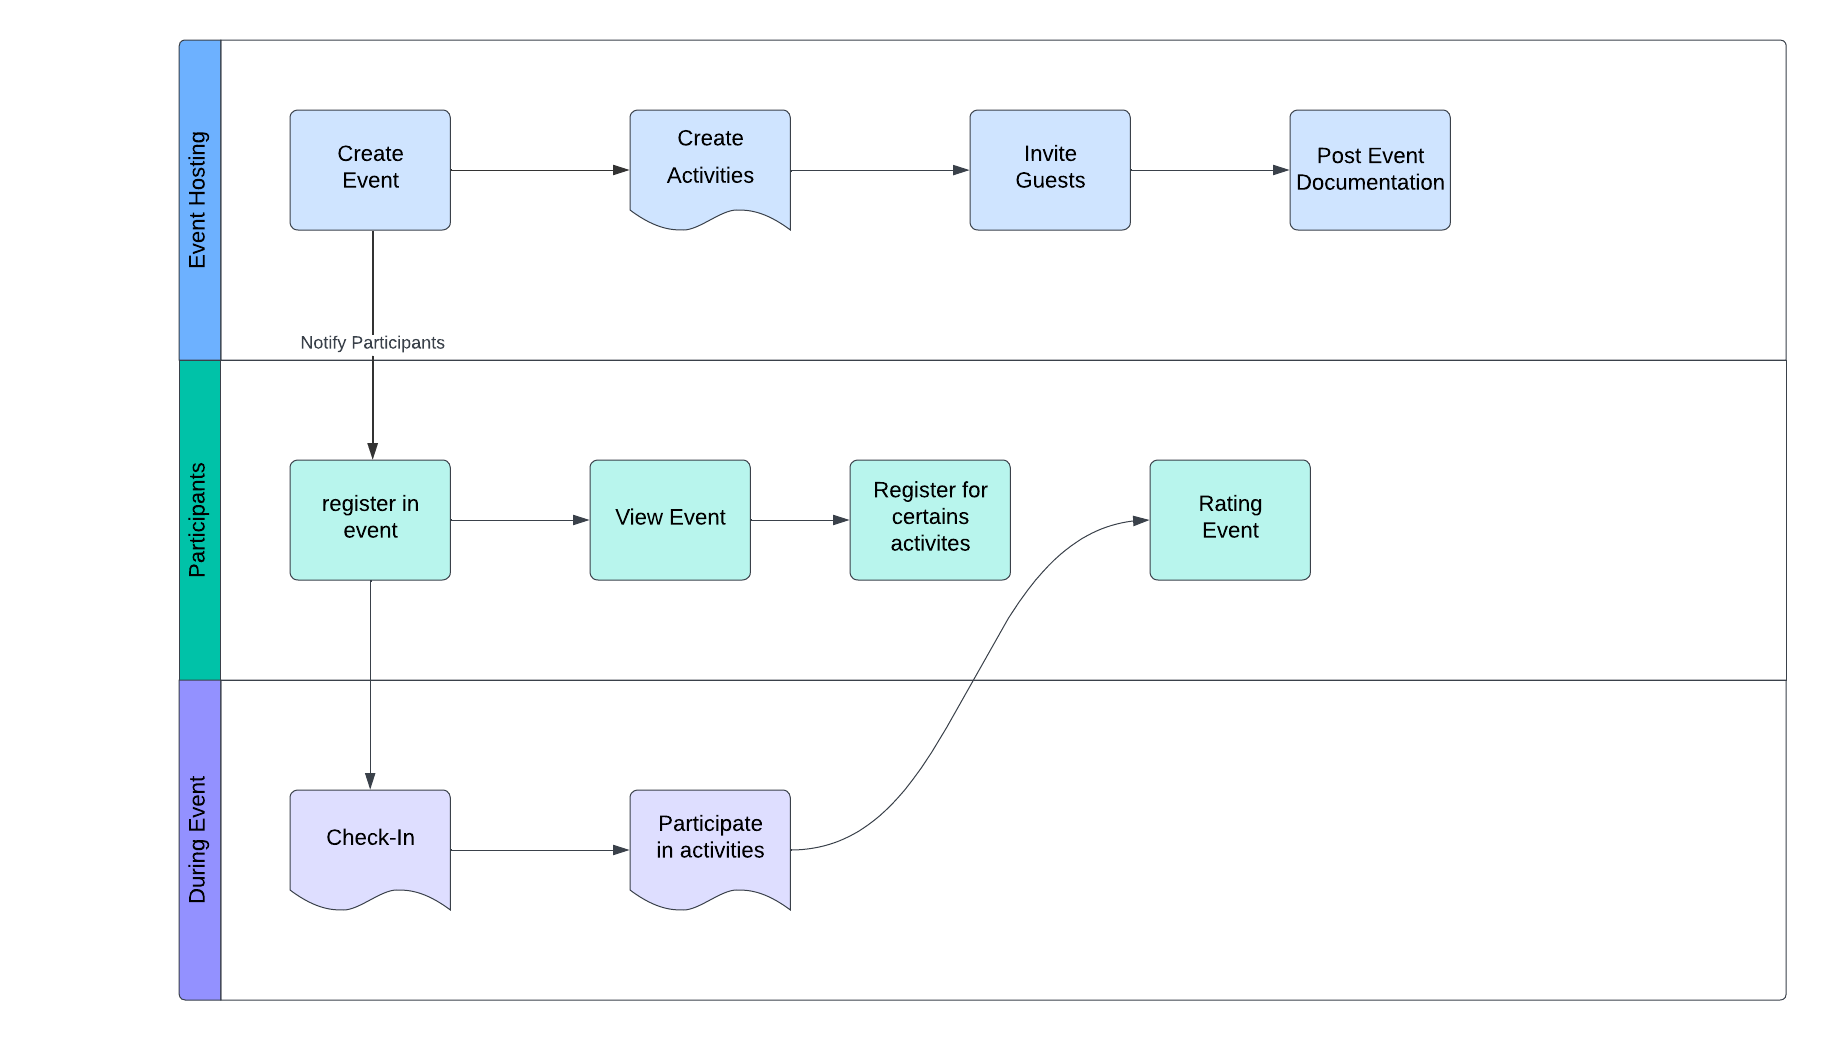 Event Hosting
Create
Event
Create
Activities
Invite
Guests
Post Event
Documentation
Notify Participants
Participants
register in
event
View Event
Register for
certains
activites
Rating
Event
During Event
Check-In
Participate
in activities